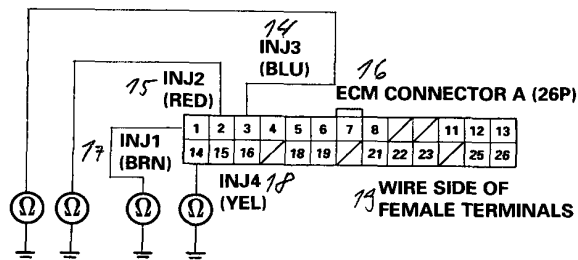 14
INJ3
(BLU)
16
15 INJ2
(RED)
ECM CONNECTOR A (26P)
17 INJ1
(BRN)
1 2 3 4 5 6 7 8 11 12 13
14 15 16 18 19 21 22 23 25 26
INJ4 18
(YEL)
19 WIRE SIDE OF
FEMALE TERMINALS
Ω Ω Ω Ω